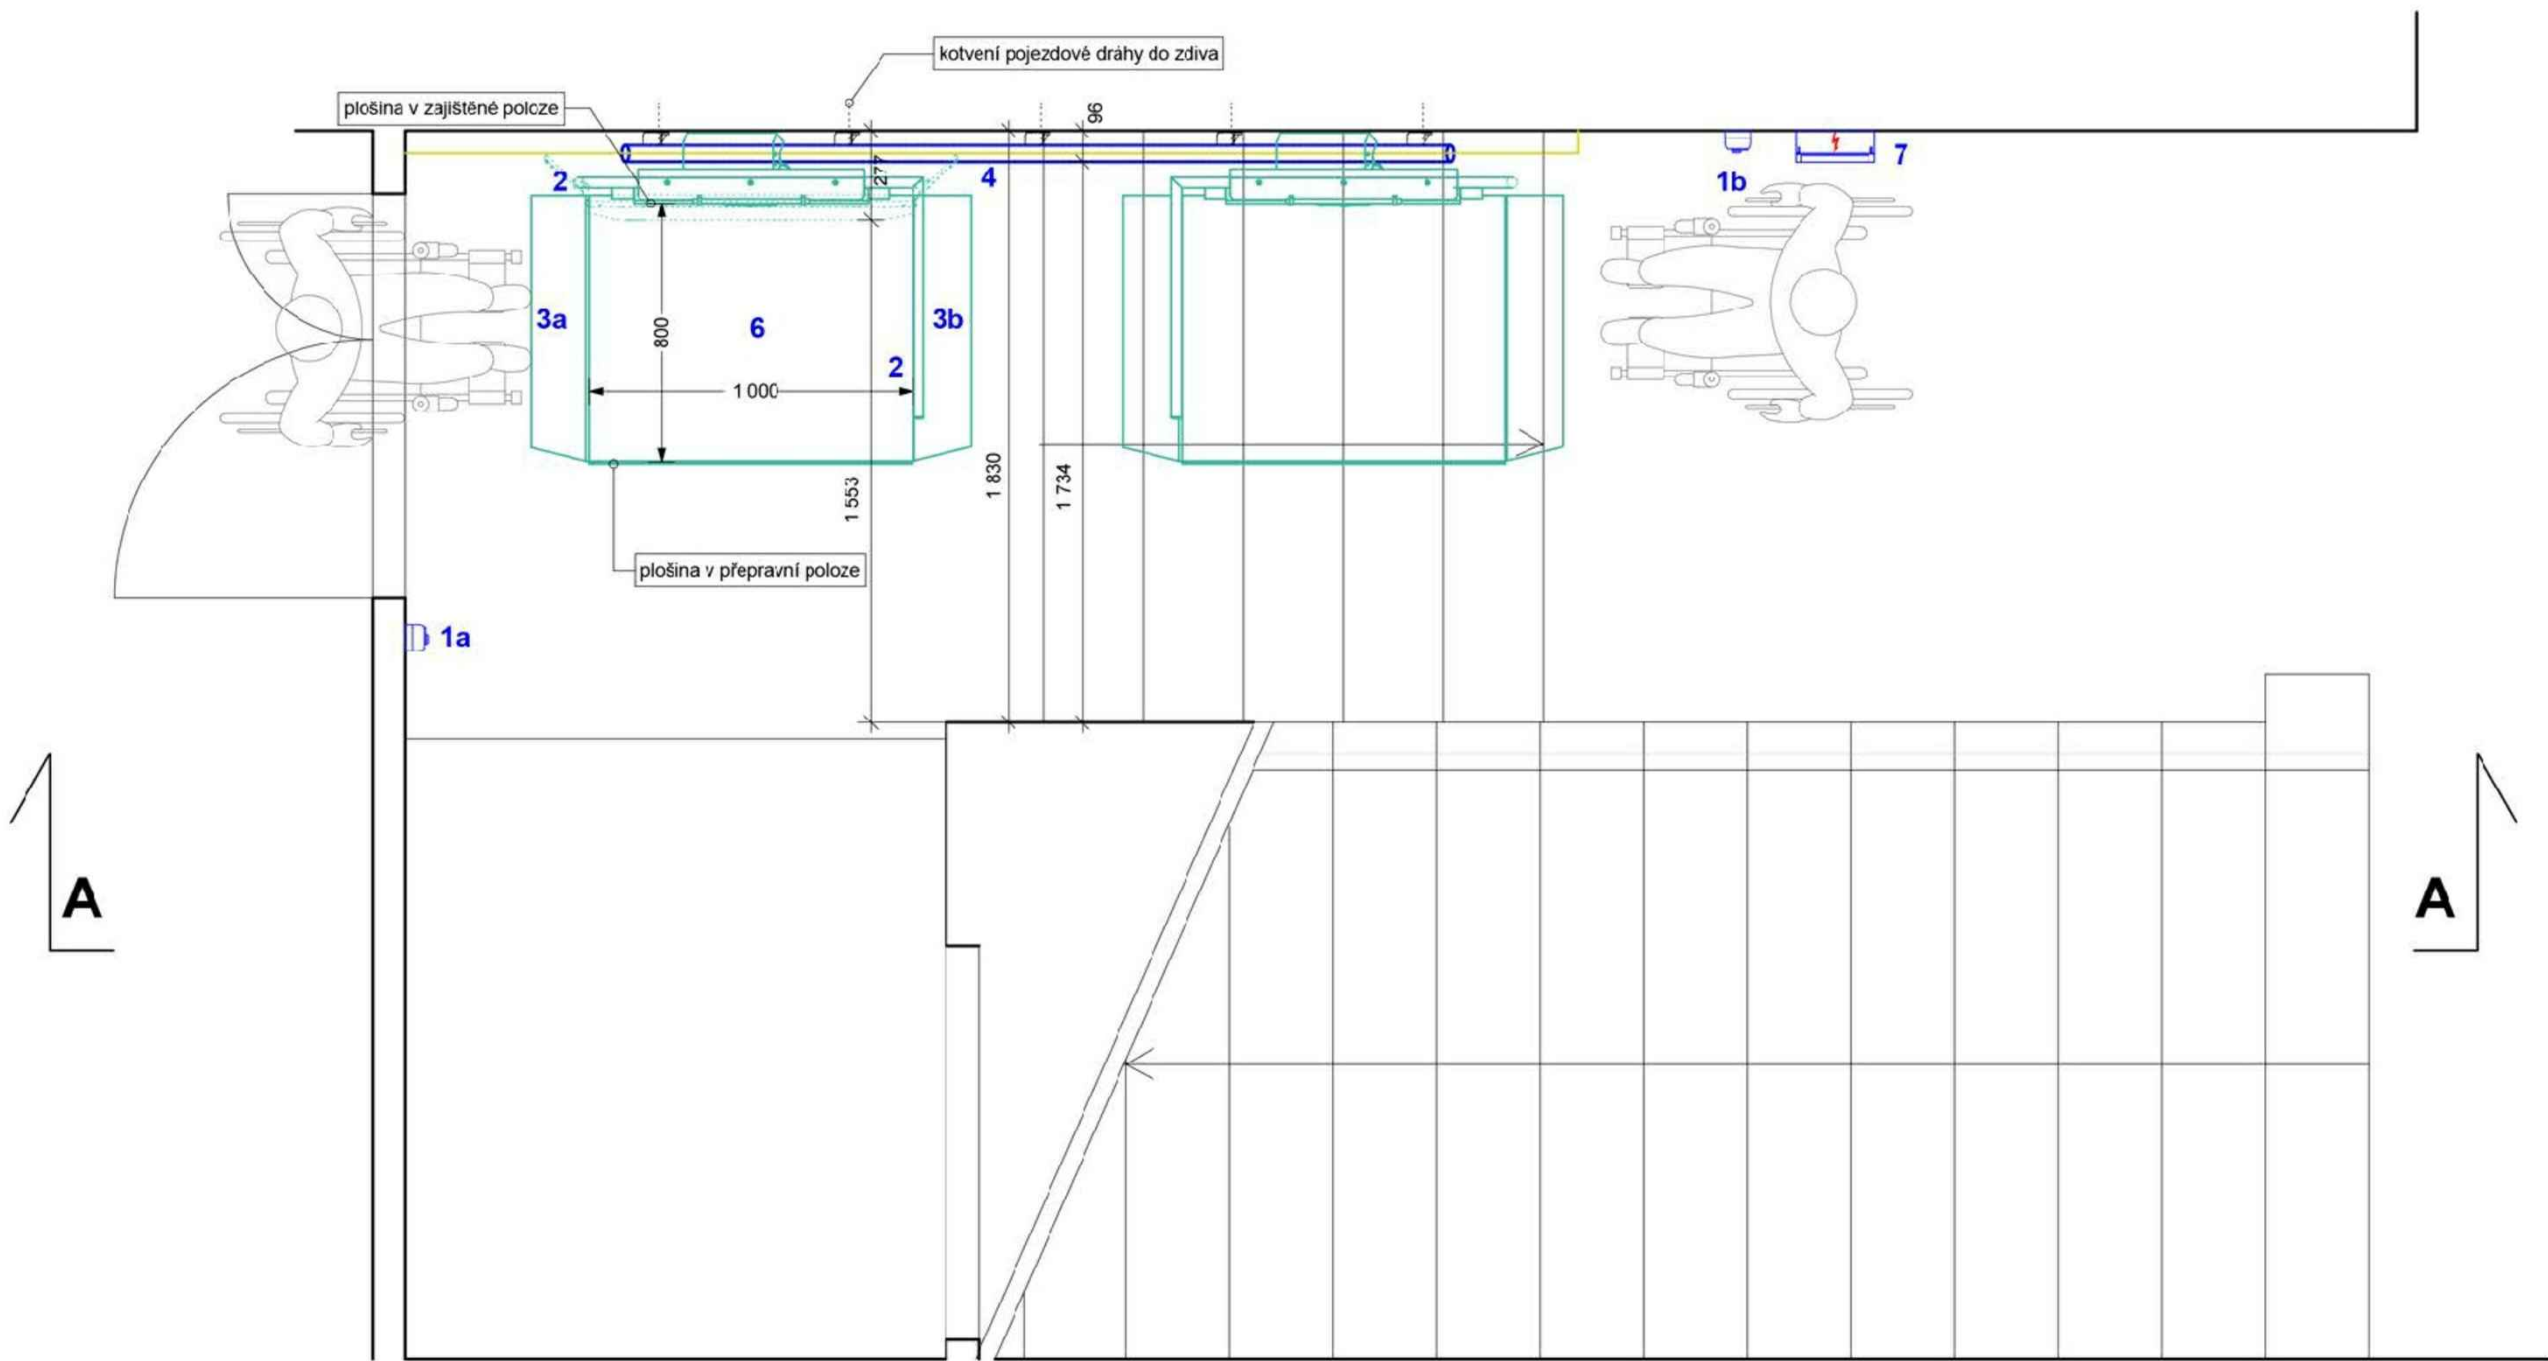 kotvení pojezdové dráhy do zdiva
plošina v zajištěné poloze
96
277
2
4
1b
7
3a
800
6
3b
2
1 000
1 553
1 830
1 734
plošina v přepravní poloze
1a
A
A